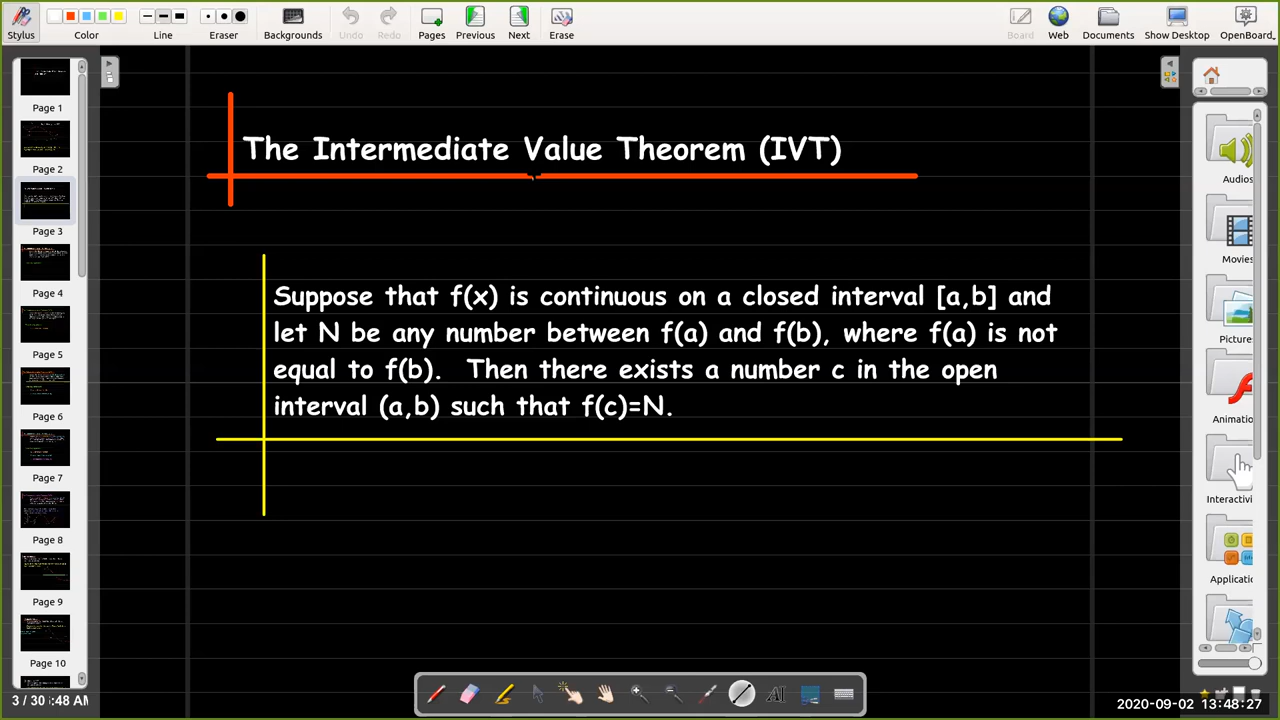 Stylus
Color
Line
Eraser
Backgrounds
Undo
Redo
Pages
Previous
Next
Erase
Board
Web
Documents
Show Desktop
OpenBoard
Page 1
Page 2
Page 3
Page 4
Page 5
Page 6
Page 7
Page 8
Page 9
Page 10
The Intermediate Value Theorem (IVT)
Suppose that f(x) is continuous on a closed interval [a,b] and
let N be any number between f(a) and f(b), where f(a) is not
equal to f(b). Then there exists a number c in the open
interval (a,b) such that f(c)=N.
Audios
Movies
Pictures
Animatio
Interactivi
Applicatio
AI
3 / 30 :48 AM
2020-09-02 13:48:27